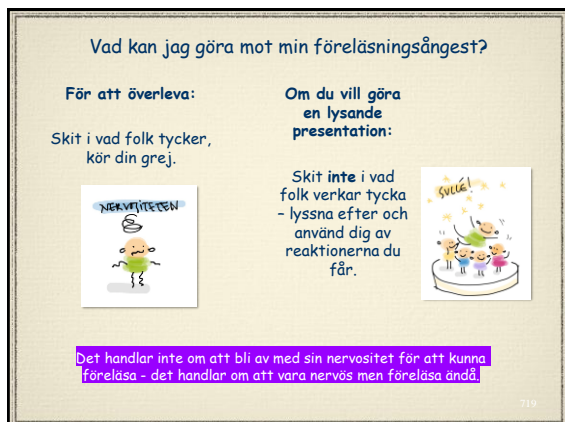 Vad kan jag göra mot min föreläsningsångest?
För att överleva:
Skit i vad folk tycker,
kör din grej.
NERVOSITETEN
Om du vill göra
en lysande
presentation:
Skit inte i vad
folk verkar tycka
– lyssna efter och
använd dig av
reaktionerna du
får.
Det handlar inte om att bli av med sin nervositet för att kunna
föreläsa - det handlar om att vara nervös men föreläsa ändå.
719